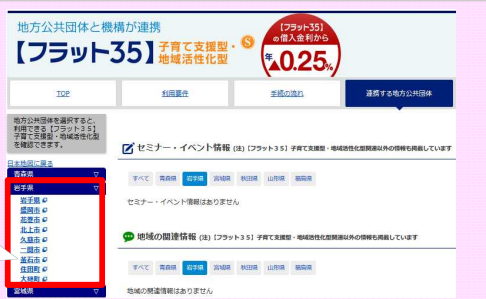 地方公共団体と機構が連携
【フラット35】子育て支援型・
地域活性化型
S
【フラット35】
の借入金利から
年▲0.25%
TOP
利用要件
手続の流れ
連携する地方公共団体
地方公共団体を選択すると、
利用できる【フラット35】
子育て支援型・地域活性化型
を確認できます。
日本地図に戻る
青森県 ▽
岩手県 ▽
岩手県
盛岡市
花巻市
北上市
久慈市
一関市
釜石市
住田町
大槌町
宮城県 ▽
セミナー・イベント情報 (注)【フラット35】子育て支援型・地域活性化型関連以外の情報も掲載しています
すべて 青森県 岩手県 宮城県 秋田県 山形県 福島県
セミナー・イベント情報はありません
地域の関連情報 (注)【フラット35】子育て支援型・地域活性化型関連以外の情報も掲載しています
すべて 青森県 岩手県 宮城県 秋田県 山形県 福島県
地域の関連情報はありません